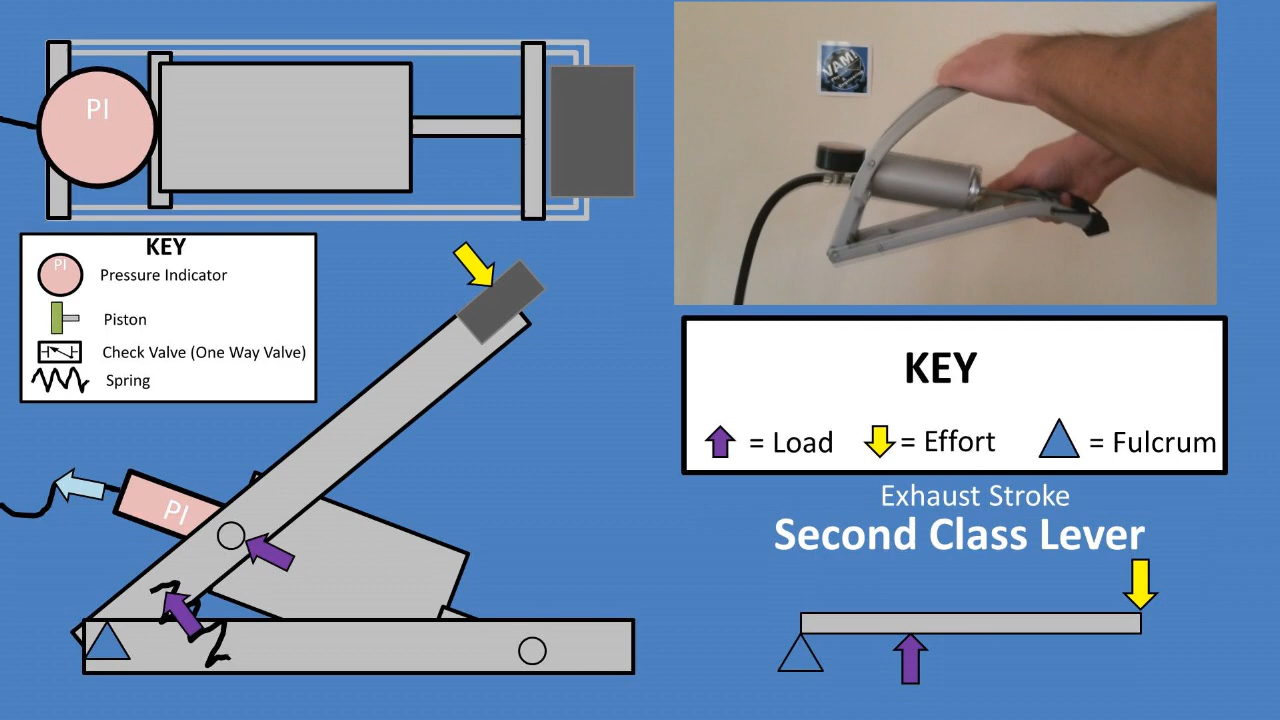 PI
KEY
PI
Pressure Indicator
Piston
Check Valve (One Way Valve)
Spring
PI
VAMI
KEY
= Load
= Effort
= Fulcrum
Exhaust Stroke
Second Class Lever